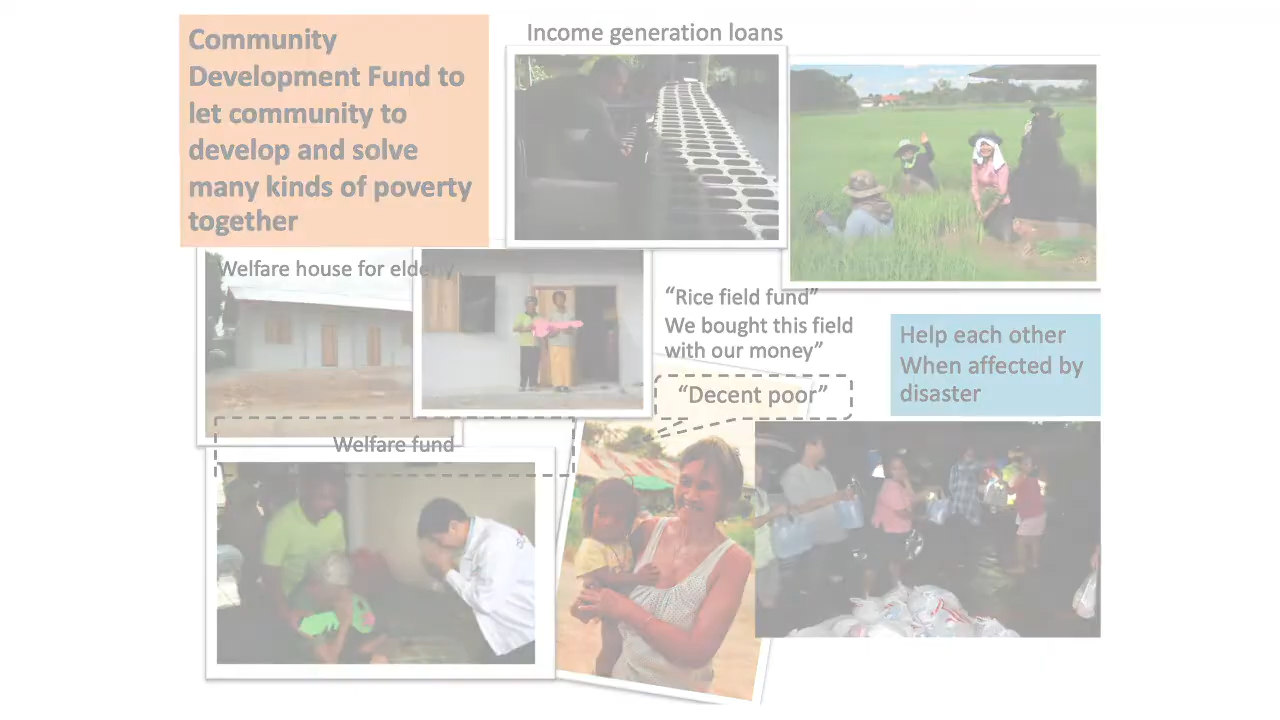 Community
Development Fund to
let community to
develop and solve
many kinds of poverty
together
Income generation loans
Welfare house for elderly
“Rice field fund”
We bought this field
with our money”
Help each other
When affected by
disaster
“Decent poor”
Welfare fund